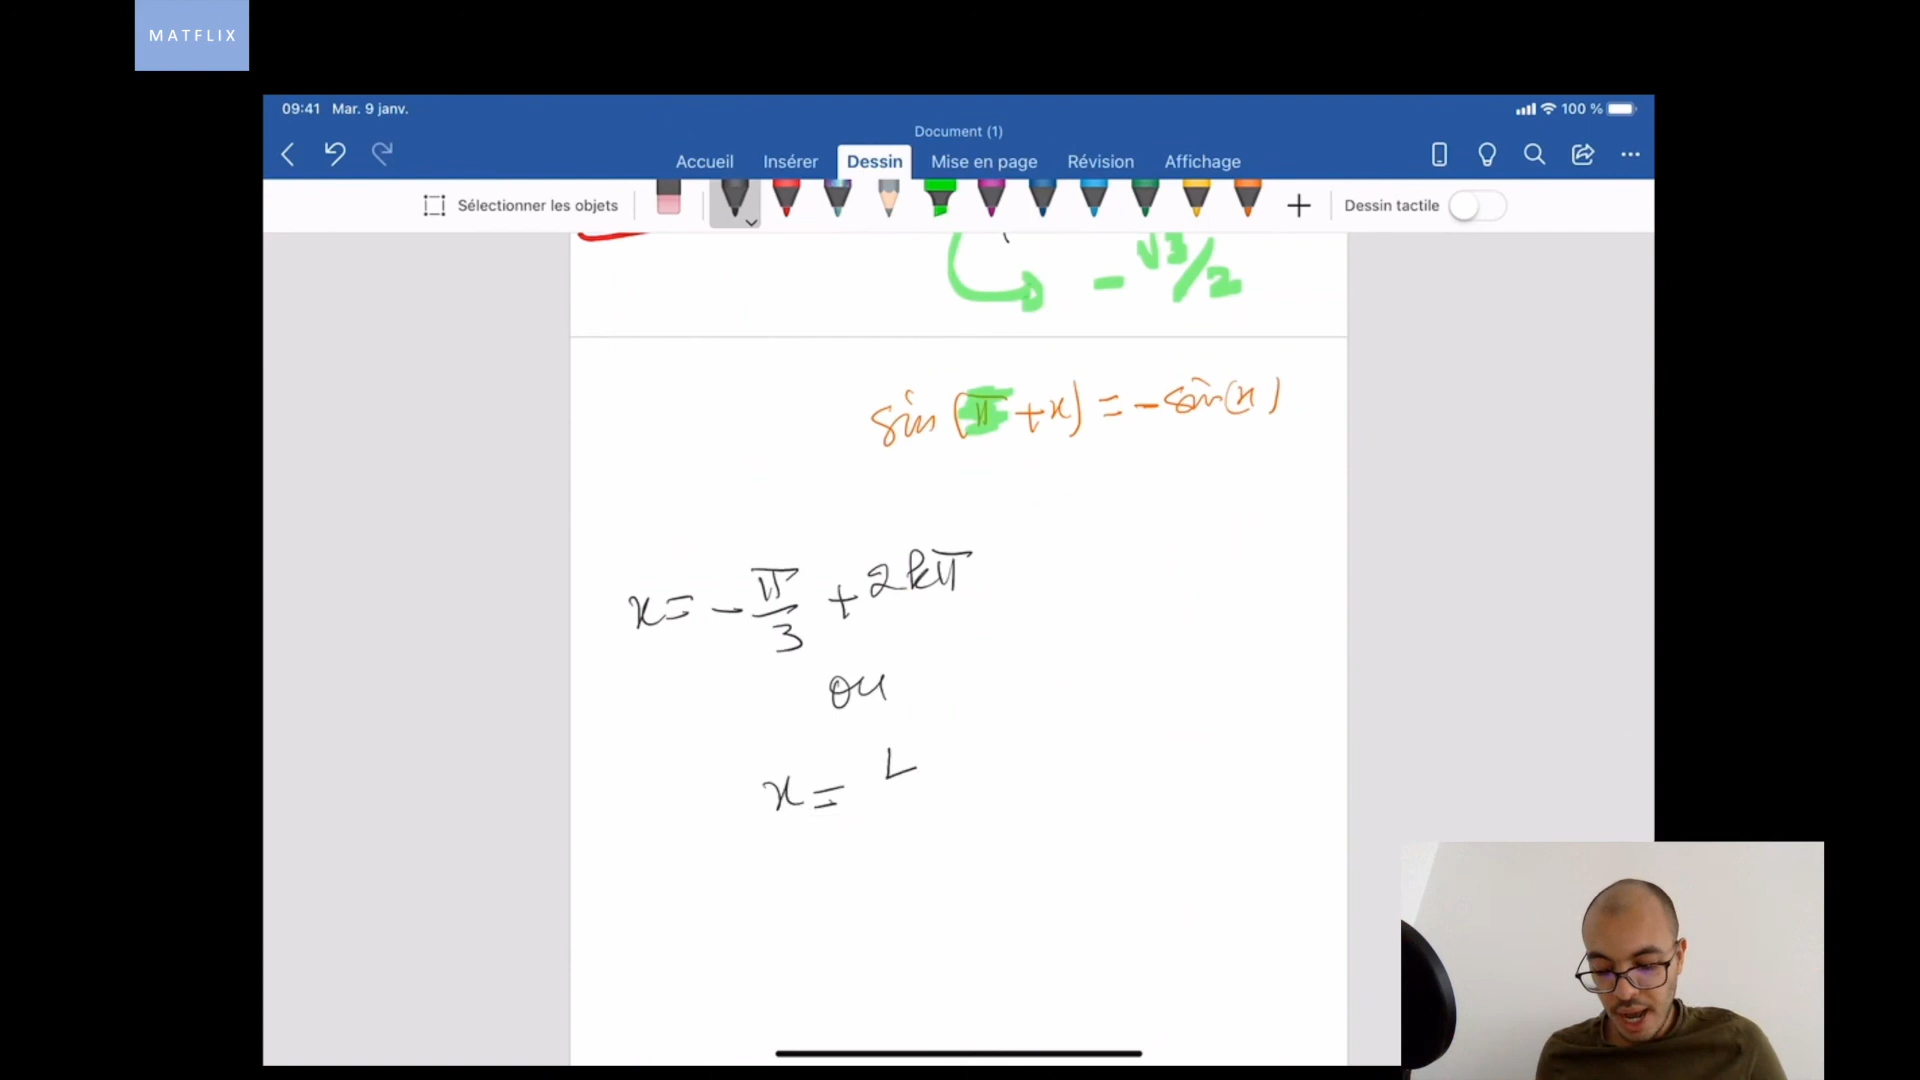 MATFLIX
09:41 Mar. 9 janv.
100 %
Document (1)
Accueil Insérer Dessin Mise en page Révision Affichage
Sélectionner les objets
Dessin tactile
- √3/2
sin(π+x) = -sin(x)
x = -π/3 + 2kπ
ou
x =